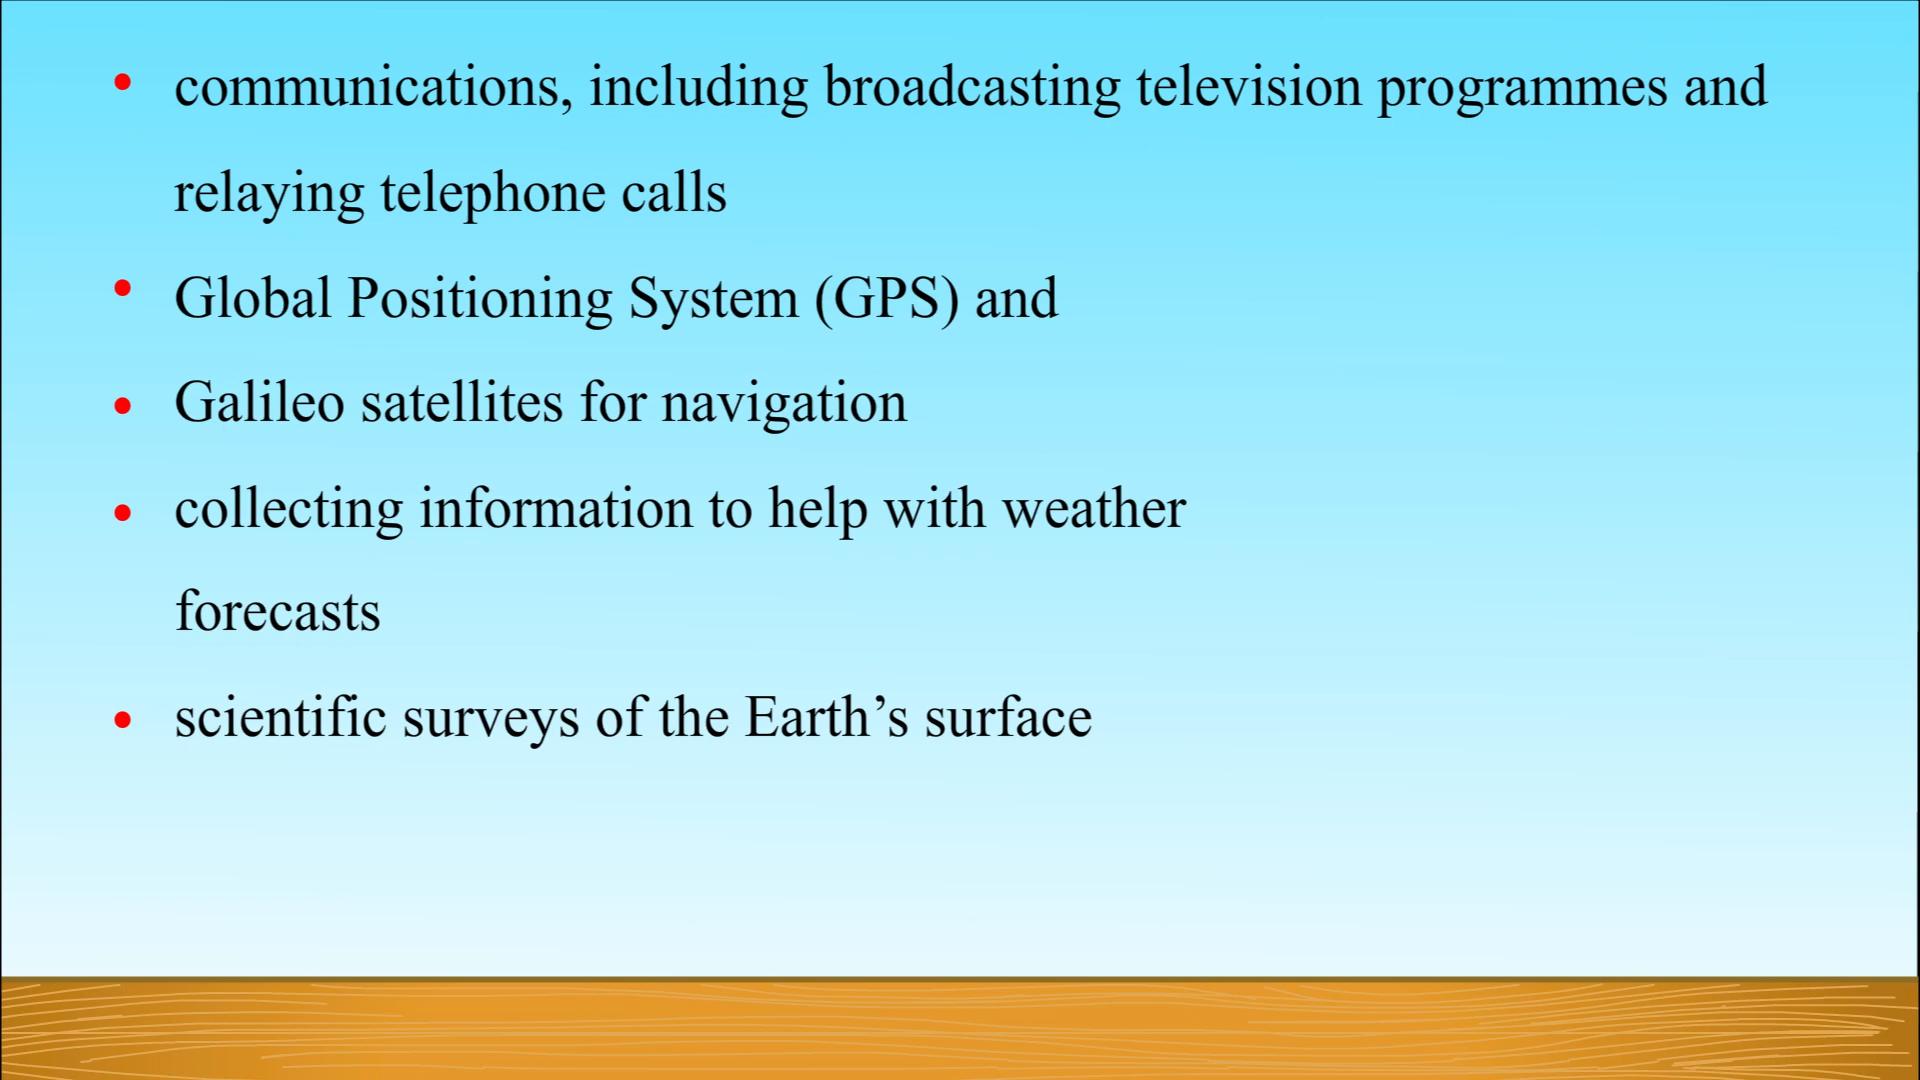 • communications, including broadcasting television programmes and
relaying telephone calls
• Global Positioning System (GPS) and
• Galileo satellites for navigation
• collecting information to help with weather
forecasts
• scientific surveys of the Earth’s surface